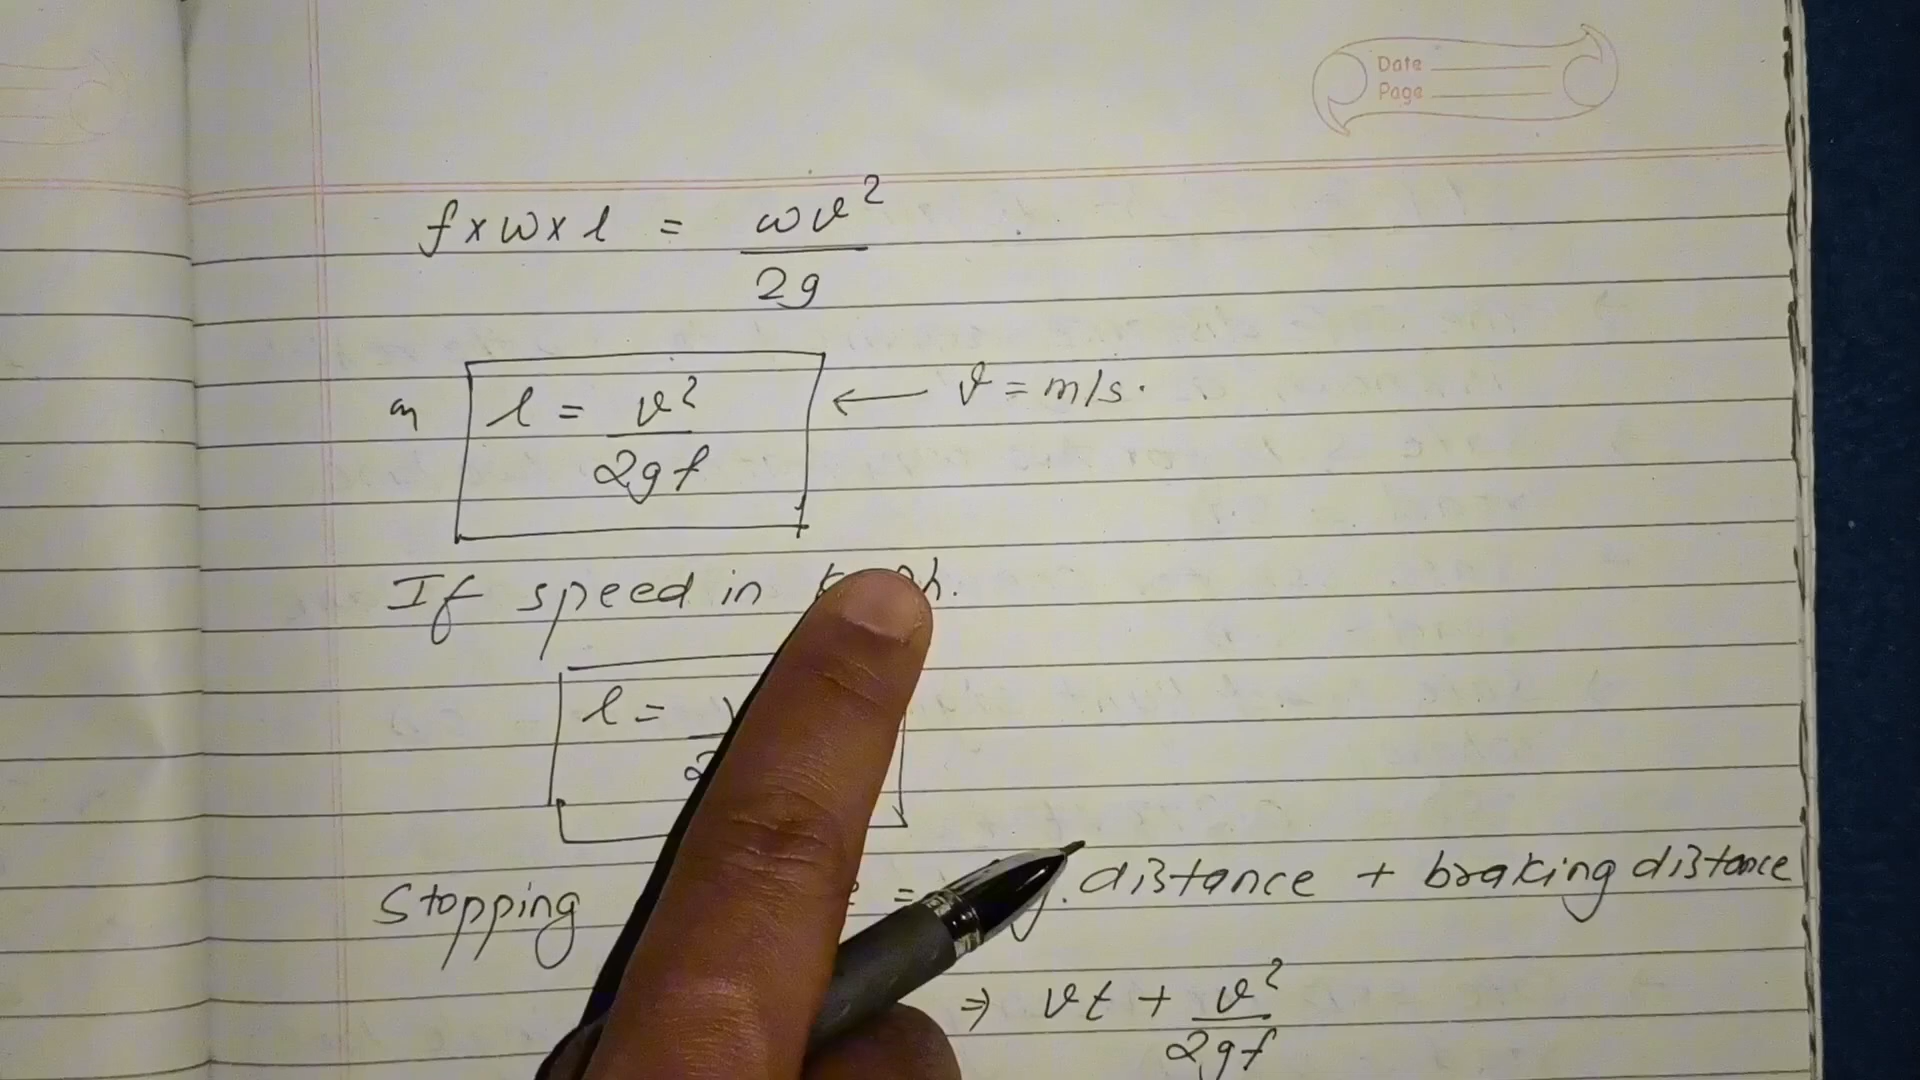 Date
Page
f x w x l = wv²/2g
l = v²/2gf ← v = m/s.
If speed in
l =
Stopping = distance + braking distance
⇒ vt + v²/2gf